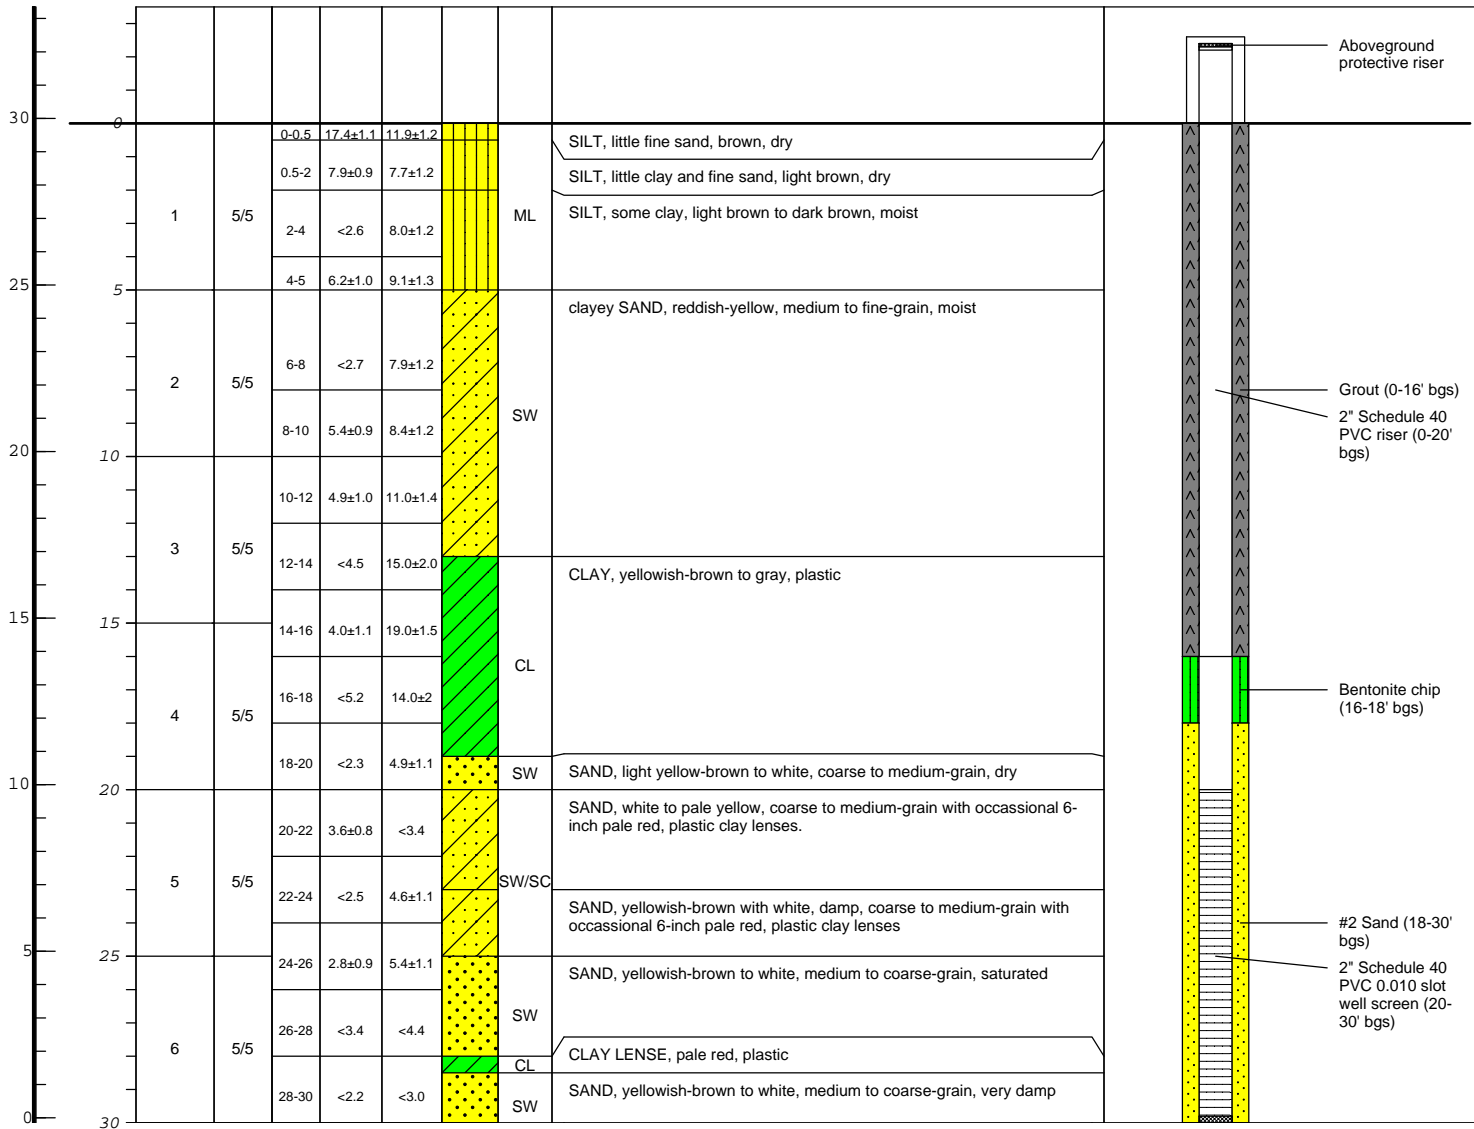 Aboveground
protective riser
30
0
0-0.5 17.4±1.1 11.9±1.2
SILT, little fine sand, brown, dry
0.5-2 7.9±0.9 7.7±1.2
SILT, little clay and fine sand, light brown, dry
1 5/5 ML
SILT, some clay, light brown to dark brown, moist
2-4 <2.6 8.0±1.2
4-5 6.2±1.0 9.1±1.3
25
5
clayey SAND, reddish-yellow, medium to fine-grain, moist
6-8 <2.7 7.9±1.2
2 5/5 SW
Grout (0-16' bgs)
2" Schedule 40
PVC riser (0-20'
bgs)
8-10 5.4±0.9 8.4±1.2
20
10
10-12 4.9±1.0 11.0±1.4
3 5/5
12-14 <4.5 15.0±2.0
CLAY, yellowish-brown to gray, plastic
15
15
14-16 4.0±1.1 19.0±1.5
CL
16-18 <5.2 14.0±2
Bentonite chip
(16-18' bgs)
4 5/5
18-20 <2.3 4.9±1.1
SW
SAND, light yellow-brown to white, coarse to medium-grain, dry
10
20
SAND, white to pale yellow, coarse to medium-grain with occassional 6-
inch pale red, plastic clay lenses.
20-22 3.6±0.8 <3.4
5 5/5 SW/SC
22-24 <2.5 4.6±1.1
SAND, yellowish-brown with white, damp, coarse to medium-grain with
occassional 6-inch pale red, plastic clay lenses
#2 Sand (18-30'
bgs)
5
25
24-26 2.8±0.9 5.4±1.1
SAND, yellowish-brown to white, medium to coarse-grain, saturated
2" Schedule 40
PVC 0.010 slot
well screen (20-
30' bgs)
SW
26-28 <3.4 <4.4
6 5/5
CL
CLAY LENSE, pale red, plastic
28-30 <2.2 <3.0
SW
SAND, yellowish-brown to white, medium to coarse-grain, very damp
0
30